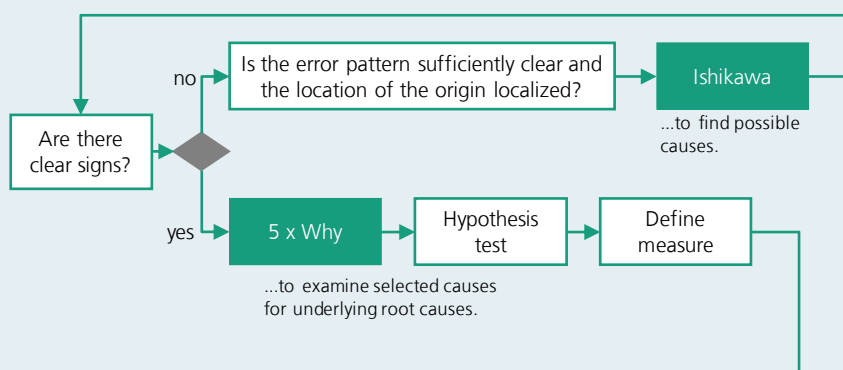 no
Is the error pattern sufficiently clear and
the location of the origin localized?
Ishikawa
...to find possible
causes.
Are there
clear signs?
yes
5 x Why
Hypothesis
test
Define
measure
...to examine selected causes
for underlying root causes.